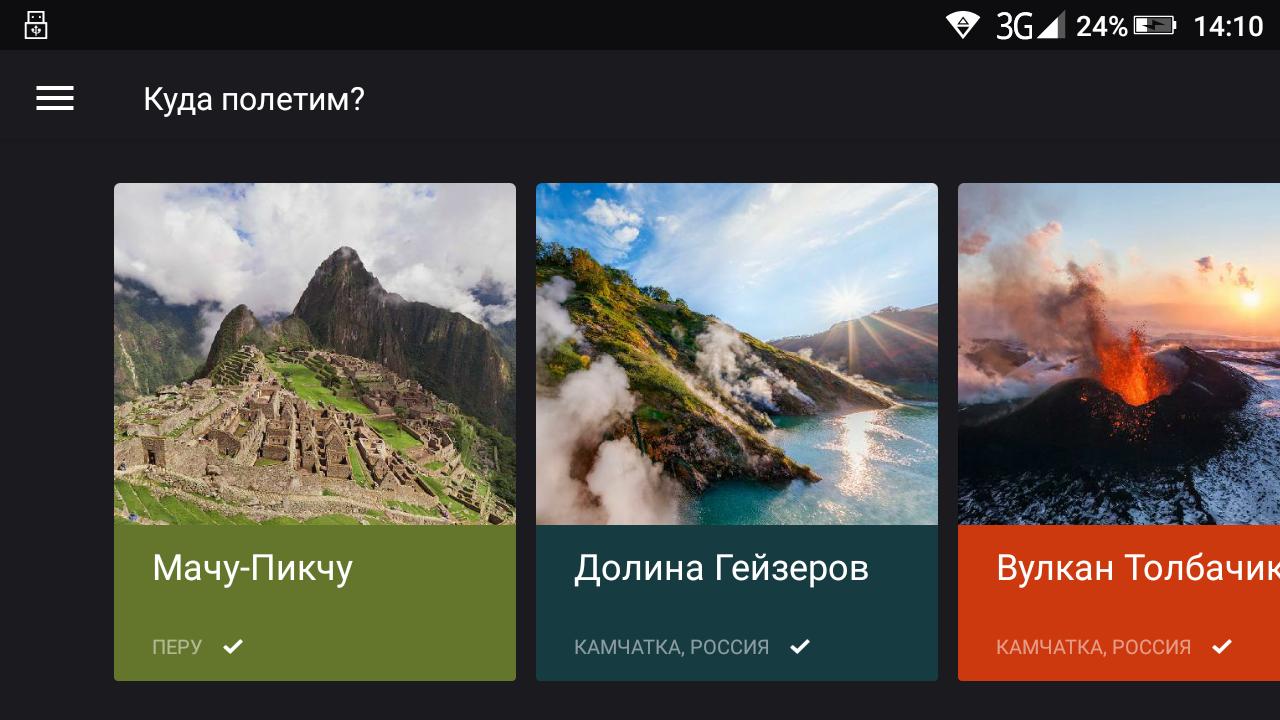 3G 24% 14:10
Куда полетим?
Мачу-Пикчу
ПЕРУ
Долина Гейзеров
КАМЧАТКА, РОССИЯ
Вулкан Толбачик
КАМЧАТКА, РОССИЯ